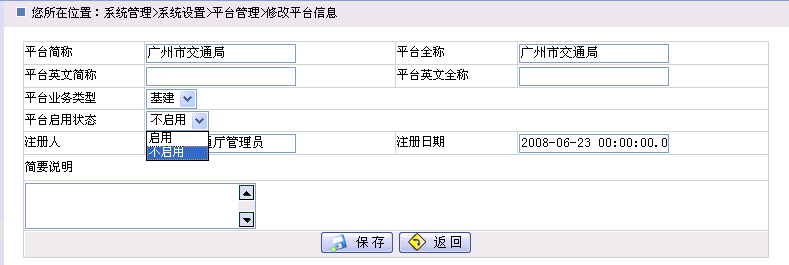 您所在位置：系统管理>系统设置>平台管理>修改平台信息
平台简称 广州市交通局 平台全称 广州市交通局
平台英文简称 平台英文全称
平台业务类型 基建
平台启用状态 不启用
启用
不启用
注册人 通厅管理员 注册日期 2008-06-23 00:00:00.0
简要说明
保存 返回